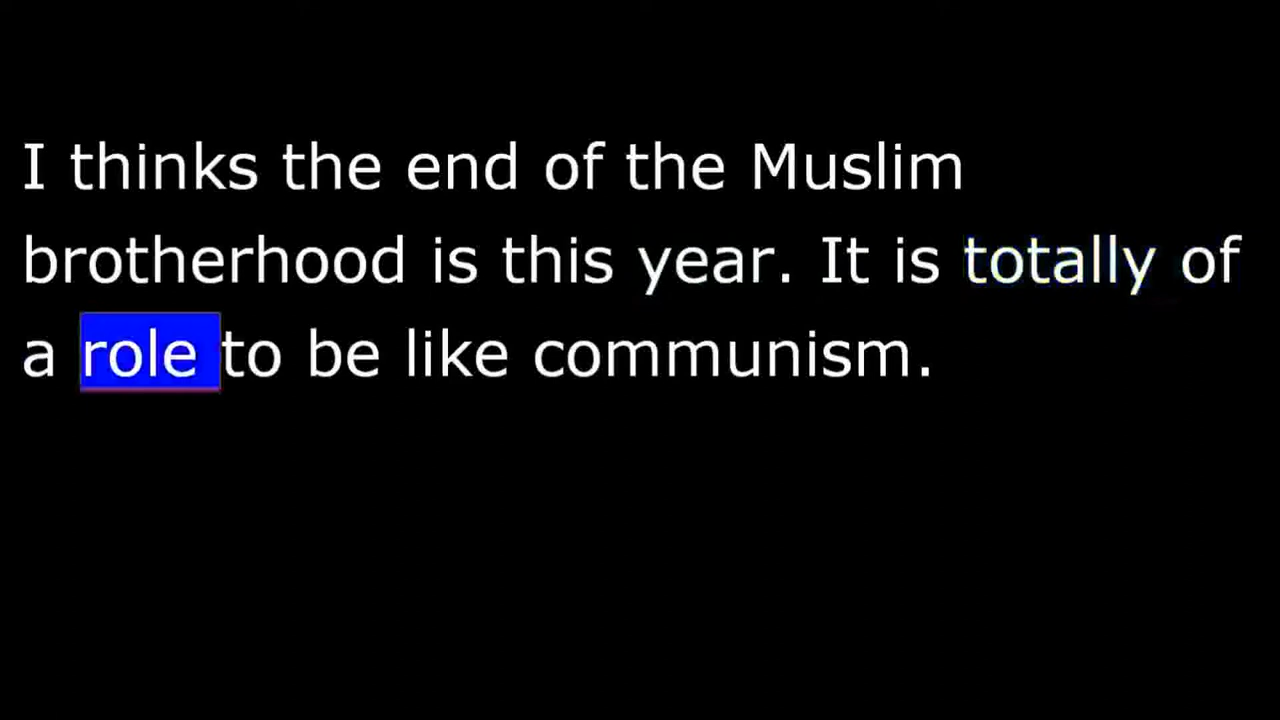 I thinks the end of the Muslim
brotherhood is this year. It is totally of
a role to be like communism.